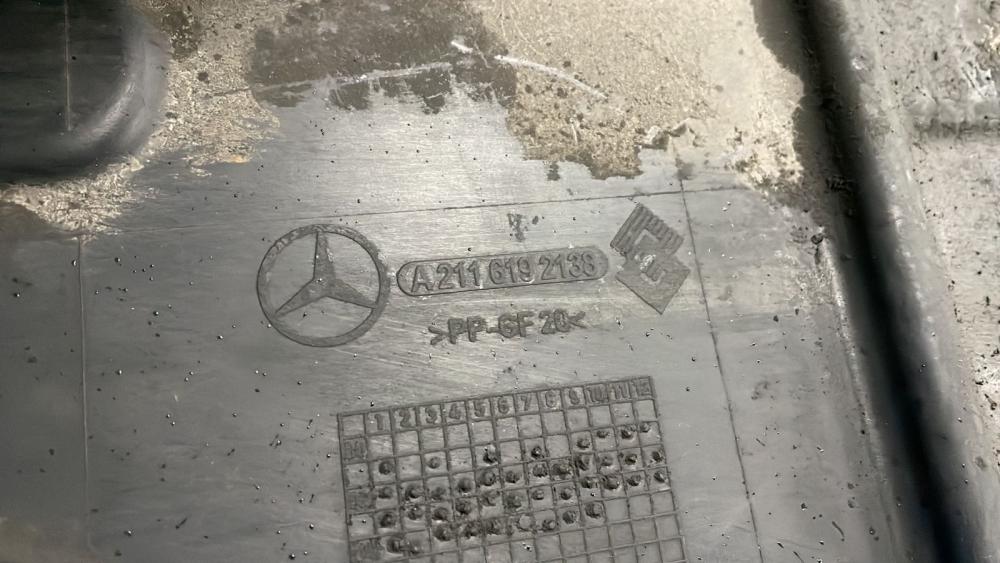 A 211 619 2138
>PP-GF 20<
1 2 3 4 5 6 7 8 9 10 11 12